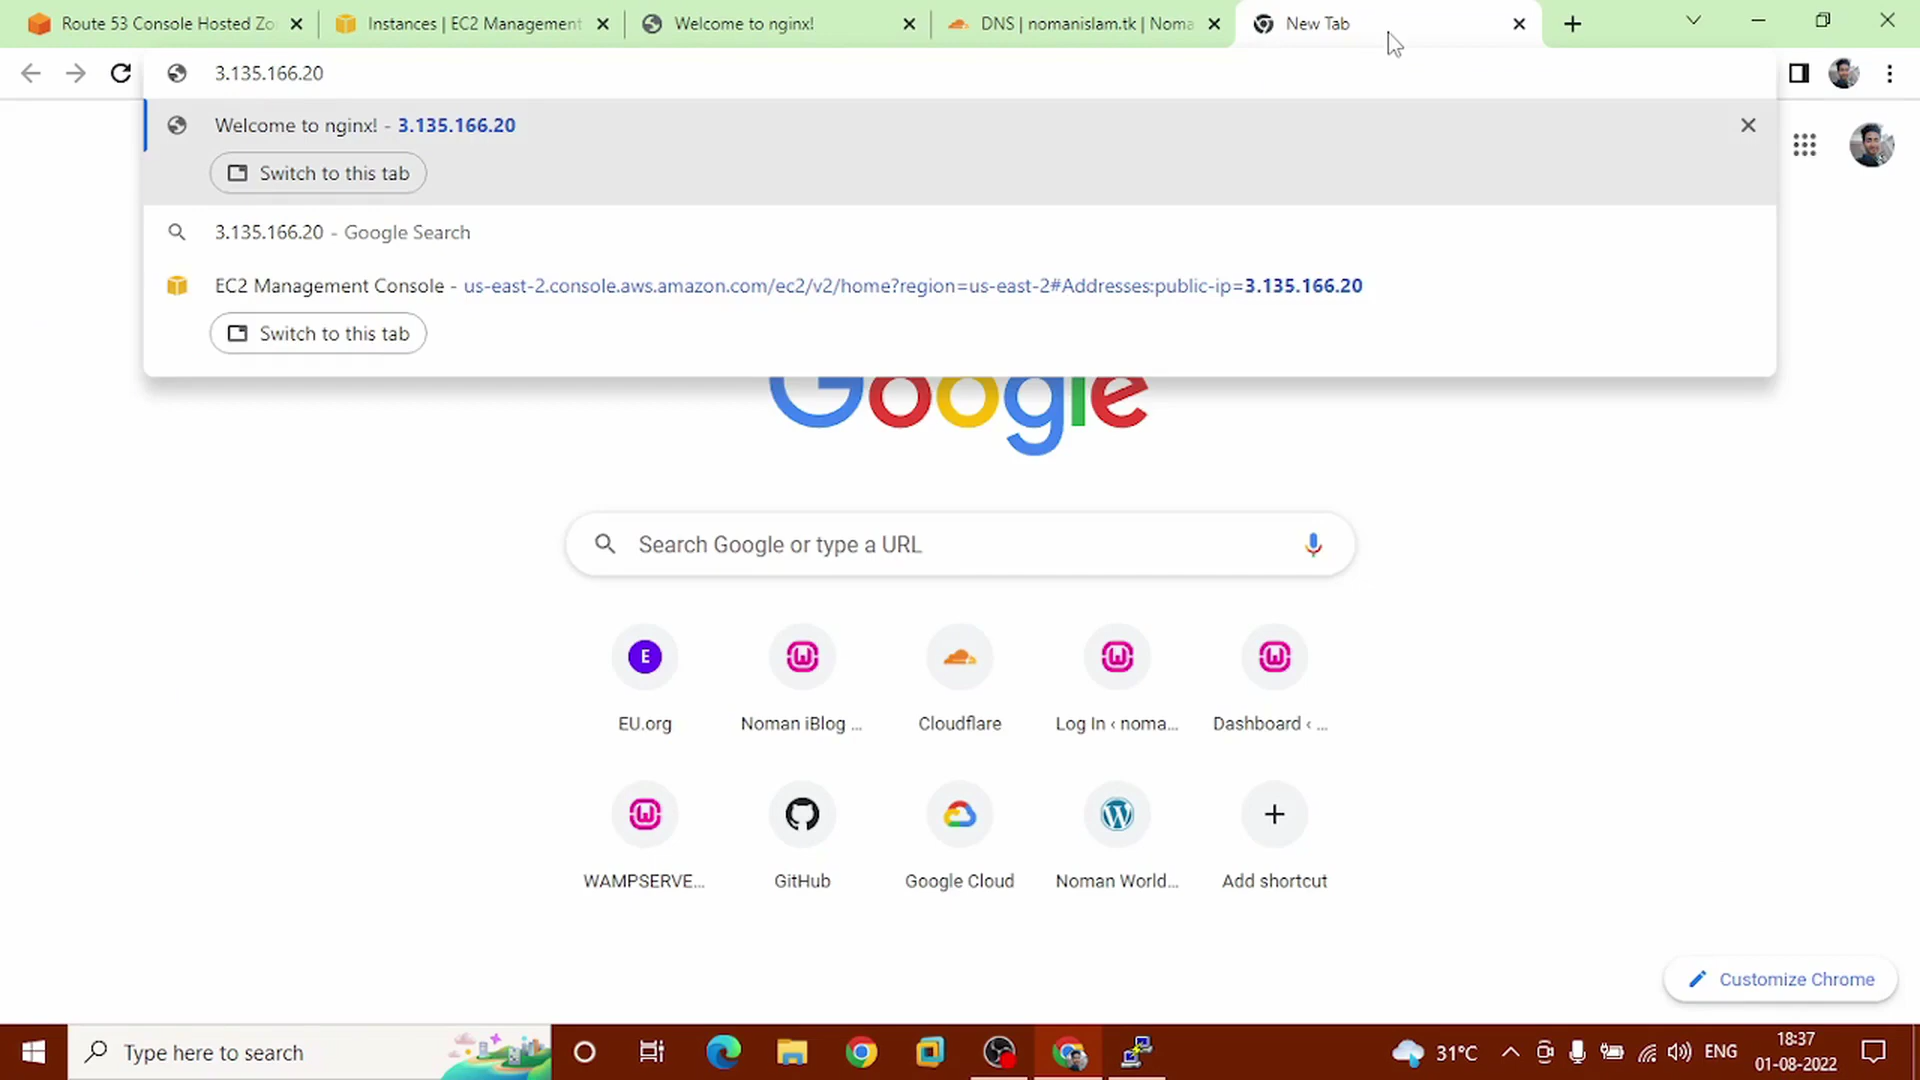 Route 53 Console Hosted Zo
Instances | EC2 Management
Welcome to nginx!
DNS | nomanislam.tk | Noma
New Tab
3.135.166.20
Welcome to nginx! - 3.135.166.20
Switch to this tab
3.135.166.20 - Google Search
EC2 Management Console - us-east-2.console.aws.amazon.com/ec2/v2/home?region=us-east-2#Addresses:public-ip=3.135.166.20
Switch to this tab
Google
Search Google or type a URL
E
EU.org
Noman iBlog ...
Cloudflare
Log In ‹ noma...
Dashboard ‹ ...
WAMPSERVE...
GitHub
Google Cloud
Noman World...
Add shortcut
Customize Chrome
Type here to search
31°C
ENG
18:37
01-08-2022